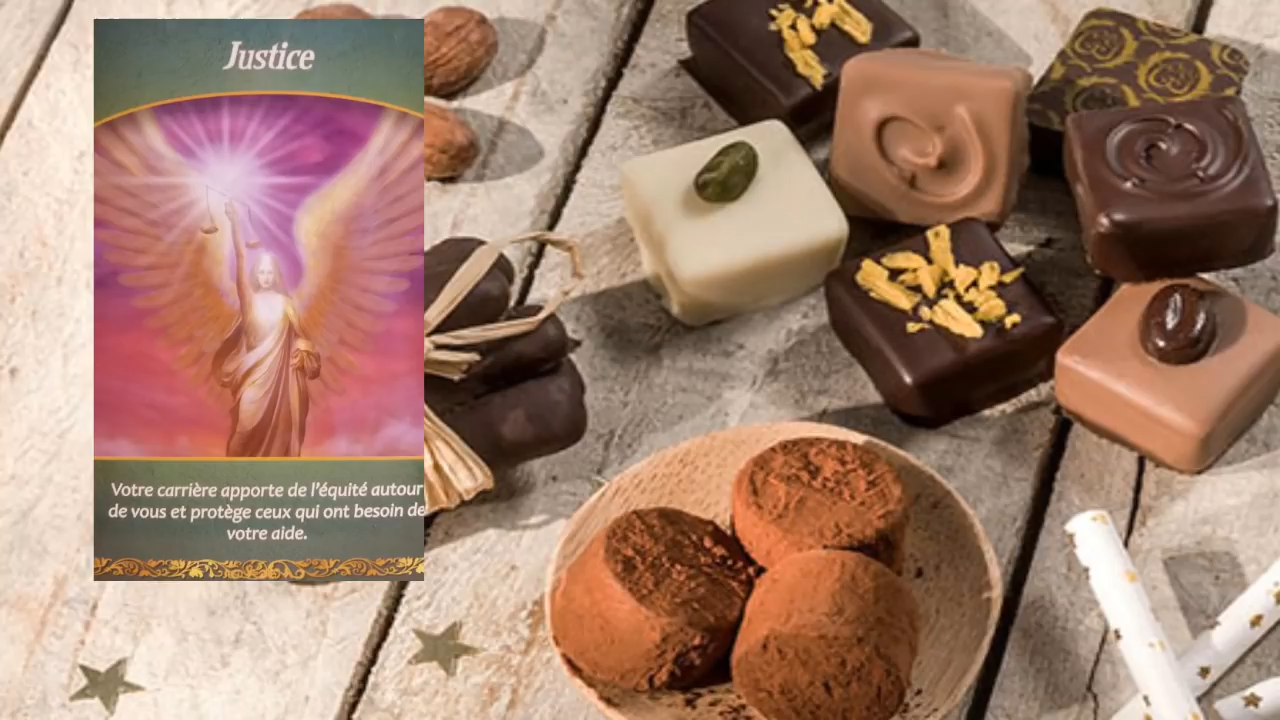 Justice
Votre carrière apporte de l'équité autour
de vous et protège ceux qui ont besoin de
votre aide.